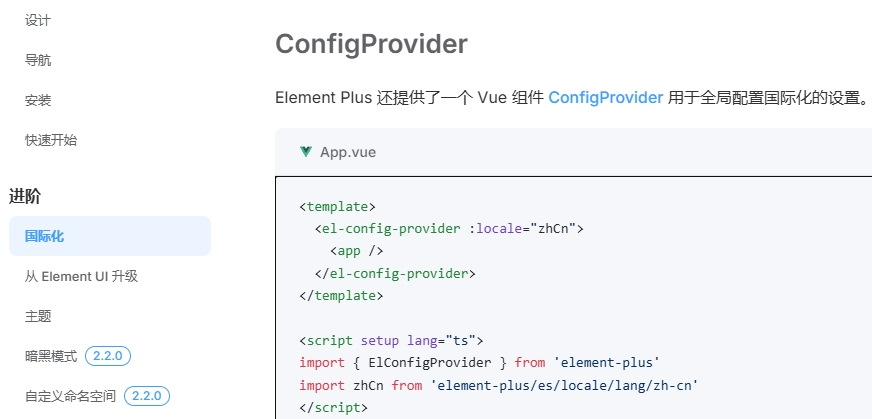 设计
导航
安装
快速开始
进阶
国际化
从 Element UI 升级
主题
暗黑模式 2.2.0
自定义命名空间 2.2.0
ConfigProvider
Element Plus 还提供了一个 Vue 组件 ConfigProvider 用于全局配置国际化的设置。
App.vue
<template>
  <el-config-provider :locale="zhCn">
    <app />
  </el-config-provider>
</template>

<script setup lang="ts">
import { ElConfigProvider } from 'element-plus'
import zhCn from 'element-plus/es/locale/lang/zh-cn'
</script>